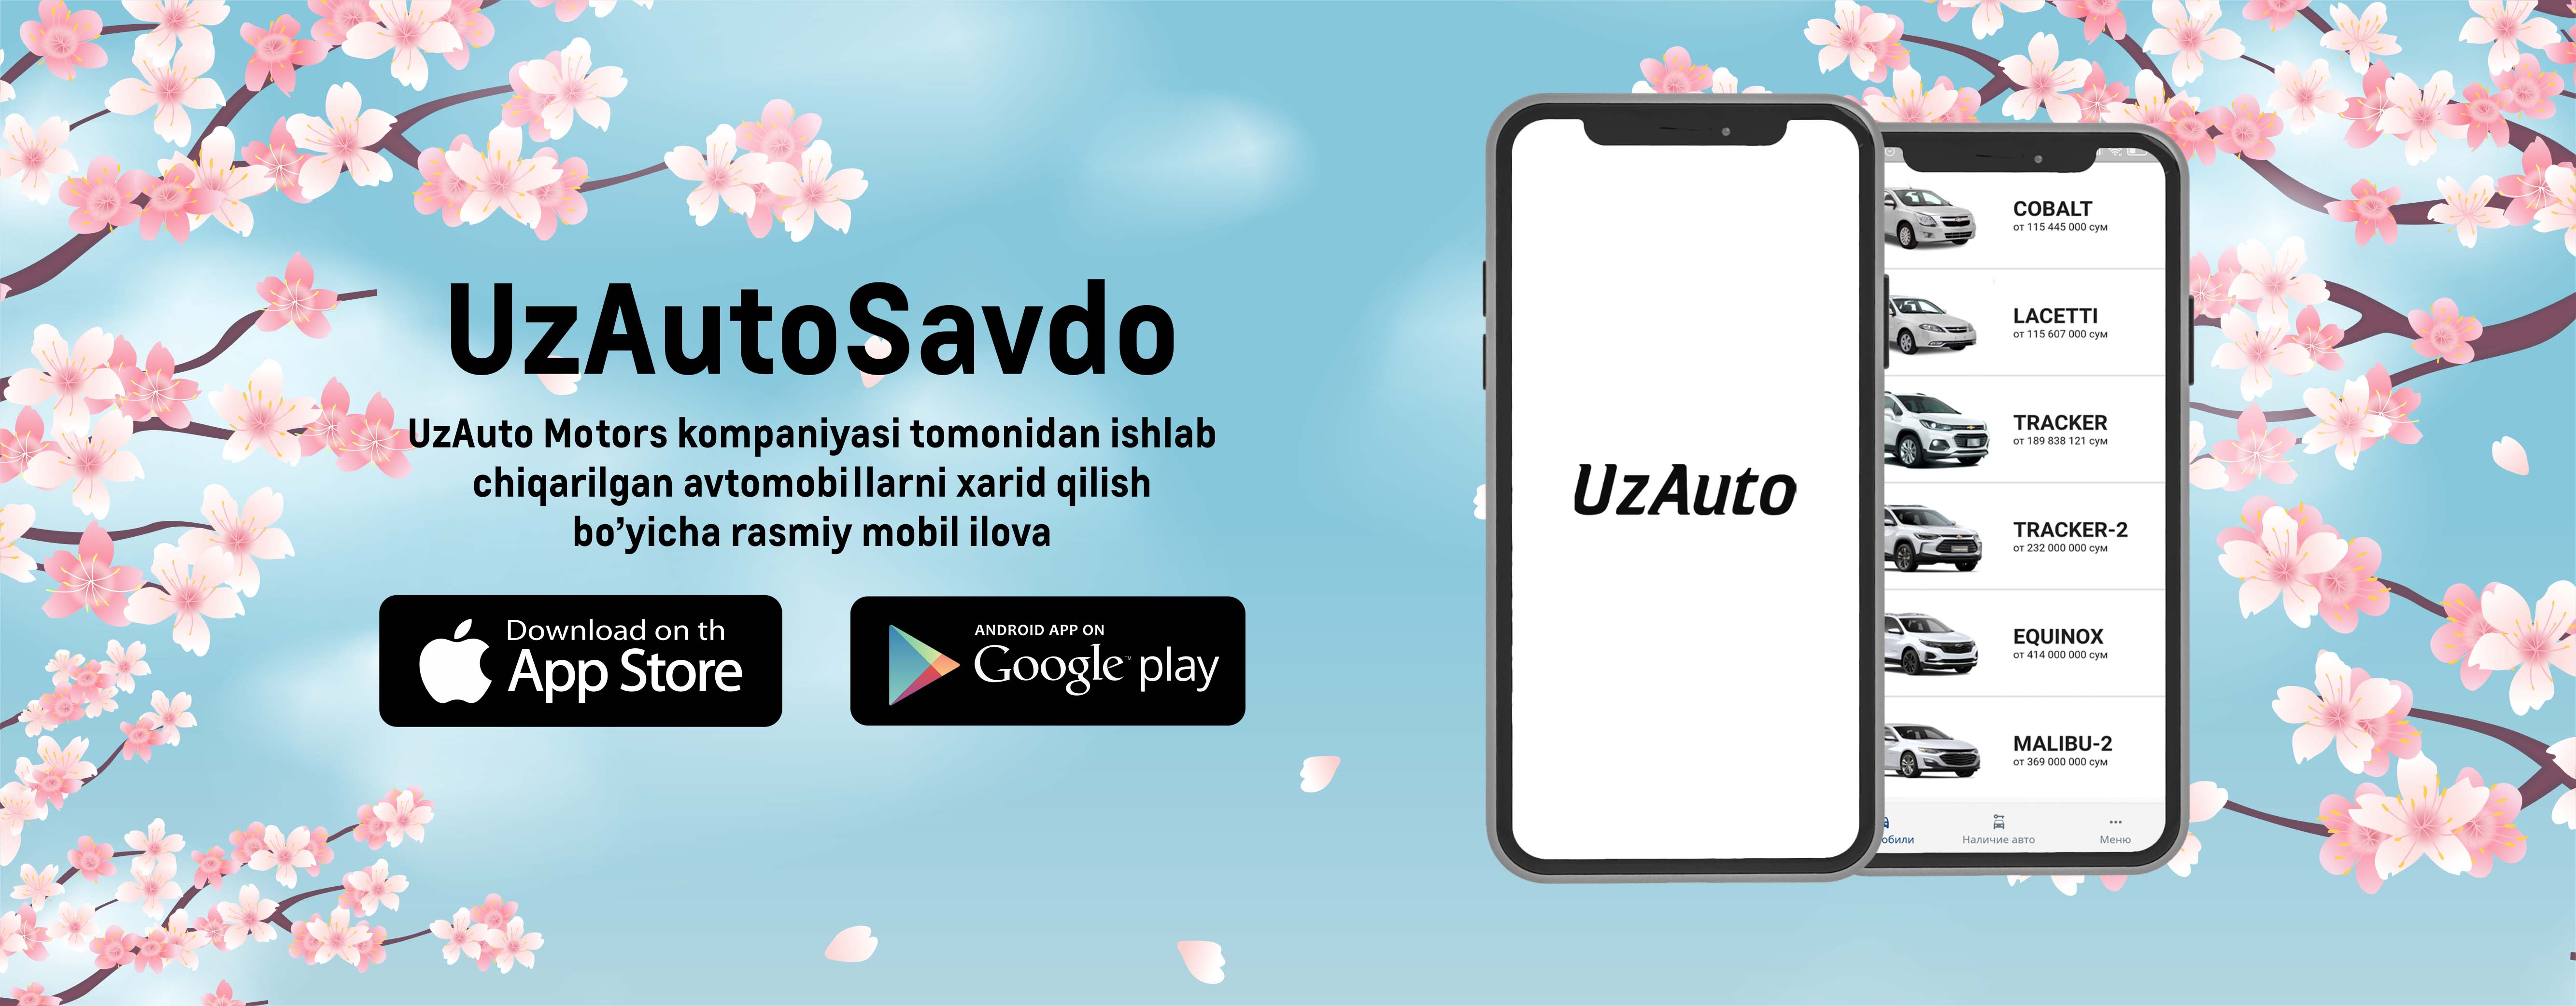 UzAutoSavdo
UzAuto Motors kompaniyasi tomonidan ishlab
chiqarilgan avtomobillarni xarid qilish
bo’yicha rasmiy mobil ilova
Download on th
App Store
ANDROID APP ON
Google™ play
UzAuto
COBALT
от 115 445 000 сум
LACETTI
от 115 607 000 сум
TRACKER
от 189 838 121 сум
TRACKER-2
от 232 000 000 сум
EQUINOX
от 414 000 000 сум
MALIBU-2
от 369 000 000 сум
обили Наличие авто Меню